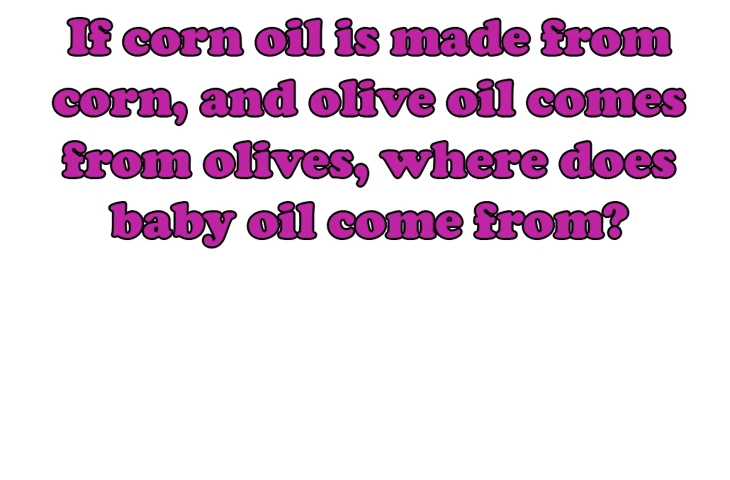 If corn oil is made from
corn, and olive oil comes
from olives, where does
baby oil come from?